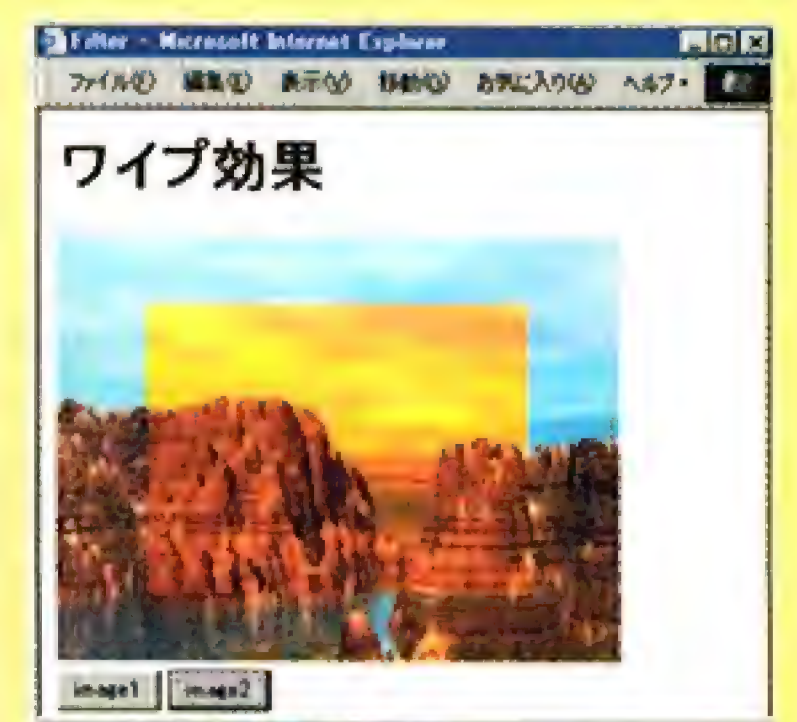 Filter - Microsoft Internet Explorer
ファイル(F) 編集(E) 表示(V) 移動(G) お気に入り(A) ヘルプ
ワイプ効果
image1 image2